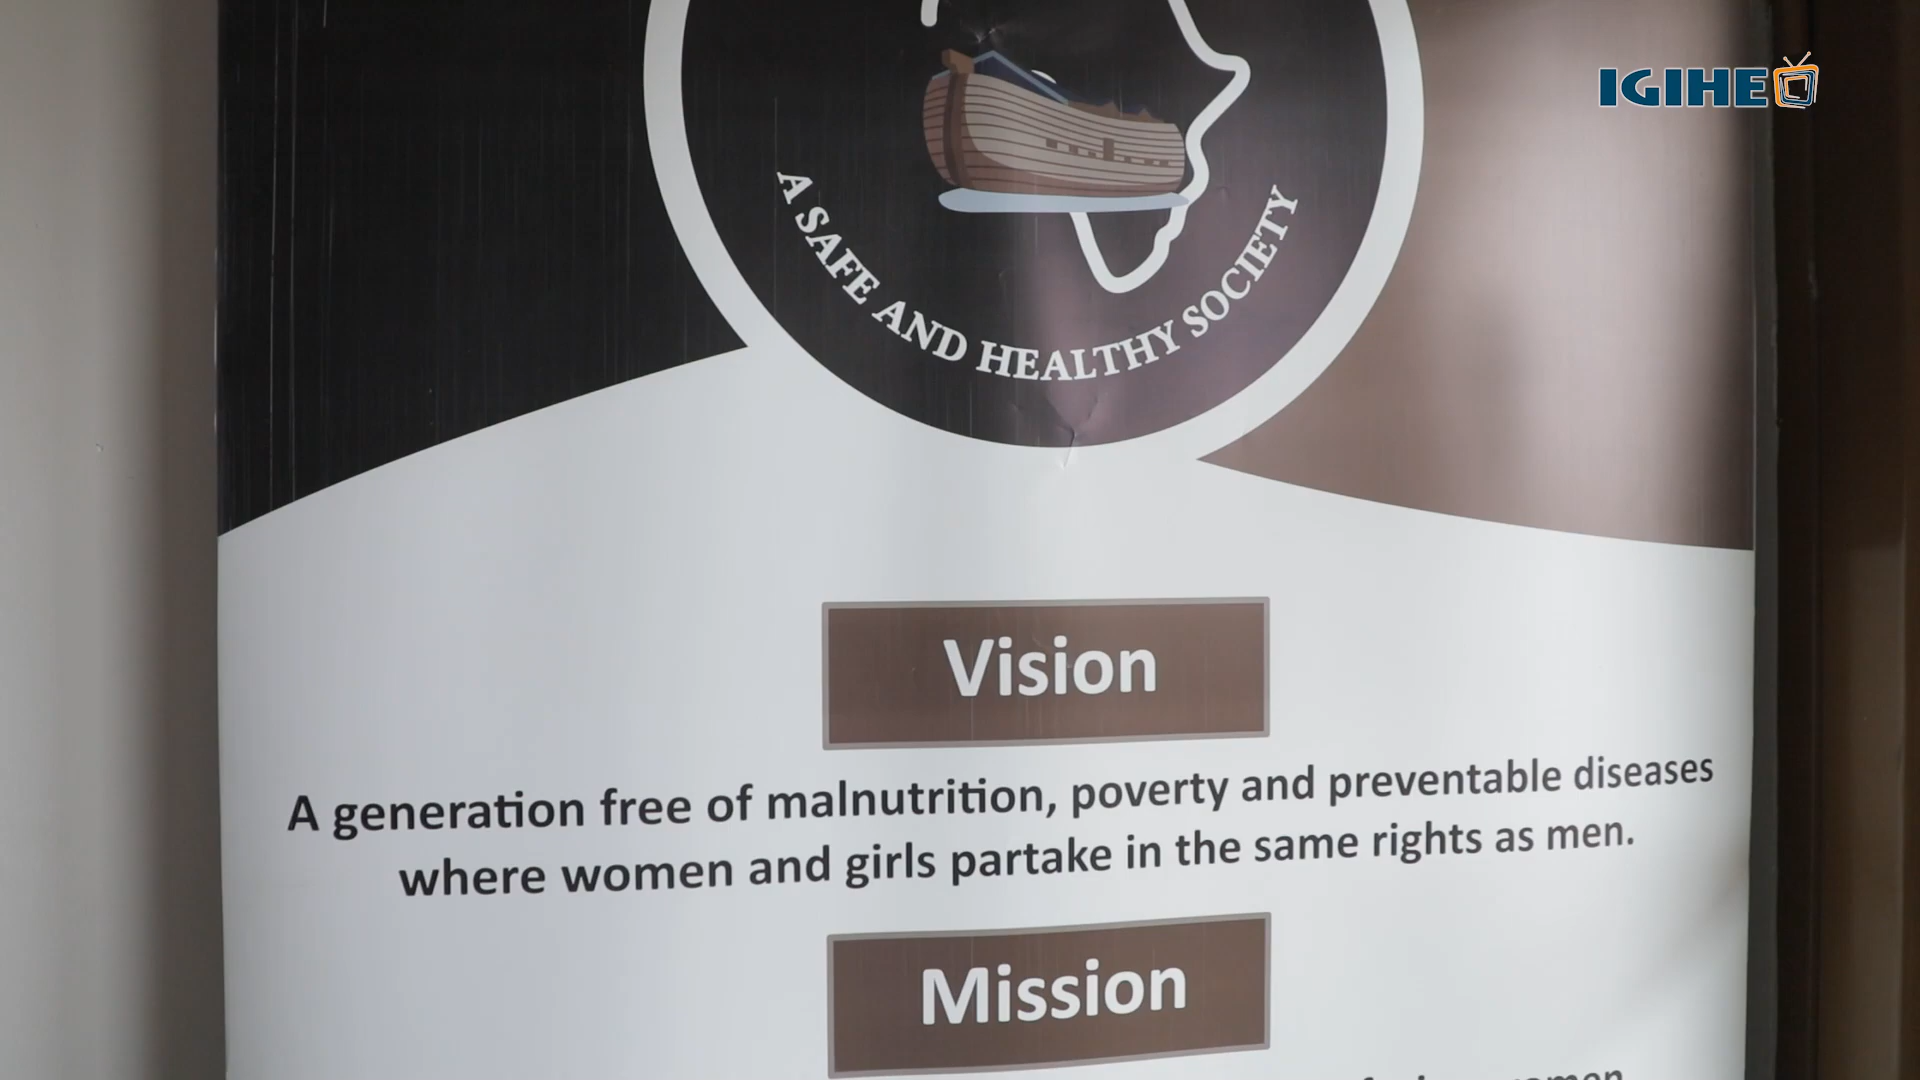 IGIHE
A SAFE AND HEALTHY SOCIETY
Vision
A generation free of malnutrition, poverty and preventable diseases
where women and girls partake in the same rights as men.
Mission